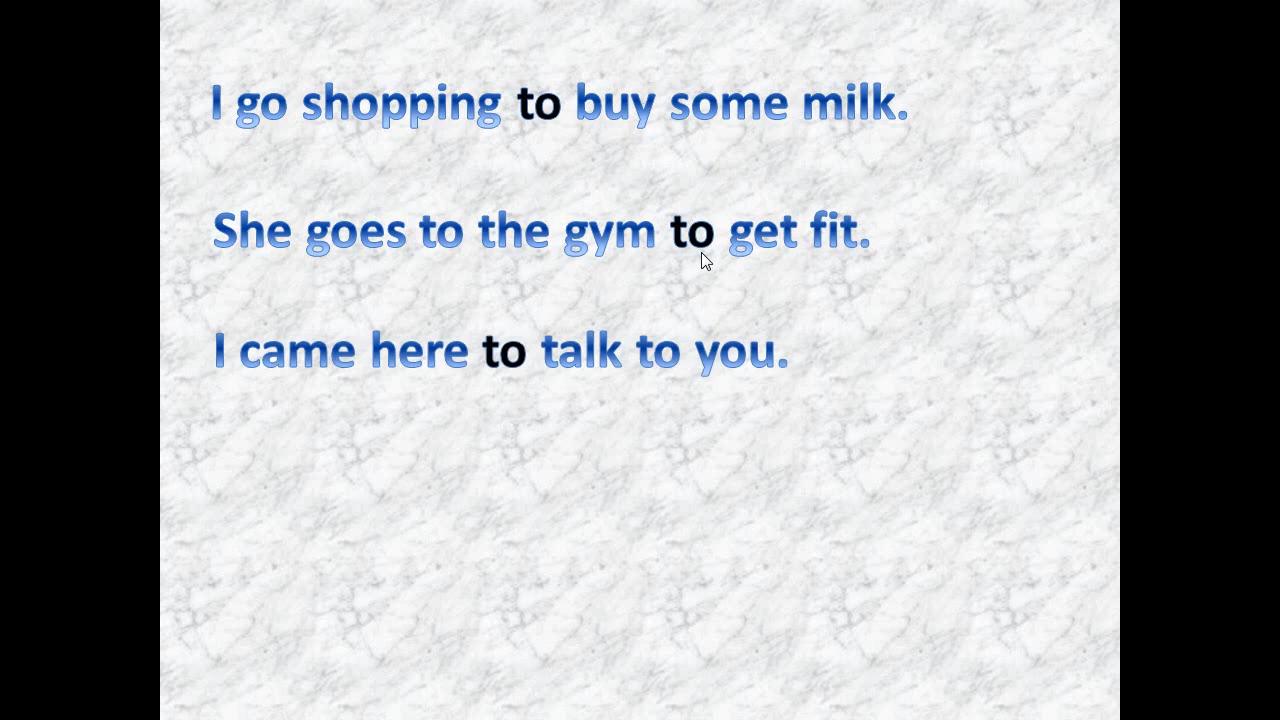 I go shopping to buy some milk.
She goes to the gym to get fit.
I came here to talk to you.